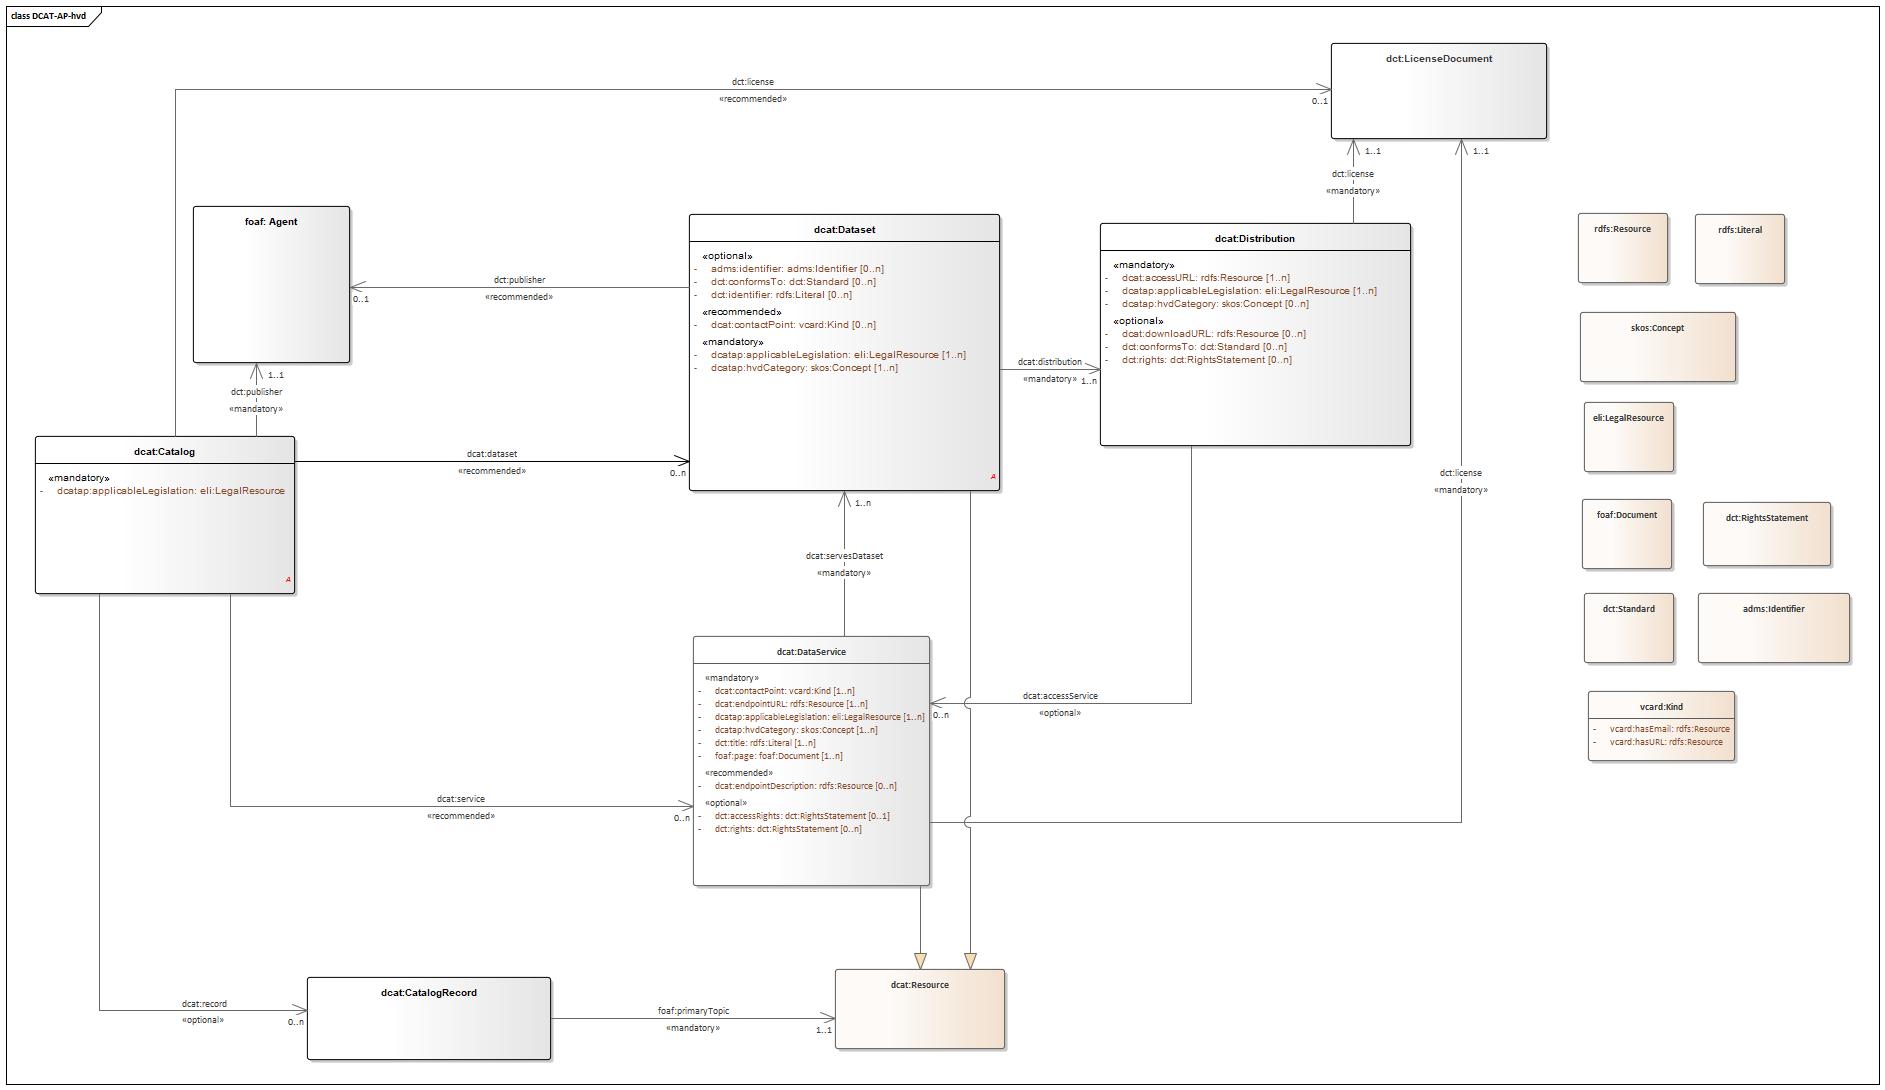 class DCAT-AP-hvd
dct:LicenseDocument
dct:license
«recommended»
0..1
1..1
1..1
dct:license
«mandatory»
foaf: Agent
dct:publisher
«recommended»
0..1
dcat:Dataset
«optional»
- adms:identifier: adms:Identifier [0..n]
- dct:conformsTo: dct:Standard [0..n]
- dct:identifier: rdfs:Literal [0..n]
«recommended»
- dcat:contactPoint: vcard:Kind [0..n]
«mandatory»
- dcatap:applicableLegislation: eli:LegalResource [1..n]
- dcatap:hvdCategory: skos:Concept [1..n]
A
dcat:distribution
«mandatory»
1..n
dcat:Distribution
«mandatory»
- dcat:accessURL: rdfs:Resource [1..n]
- dcatap:applicableLegislation: eli:LegalResource [1..n]
- dcatap:hvdCategory: skos:Concept [0..n]
«optional»
- dcat:downloadURL: rdfs:Resource [0..n]
- dct:conformsTo: dct:Standard [0..n]
- dct:rights: dct:RightsStatement [0..n]
rdfs:Resource
rdfs:Literal
skos:Concept
eli:LegalResource
foaf:Document
dct:RightsStatement
dct:Standard
adms:Identifier
vcard:Kind
- vcard:hasEmail: rdfs:Resource
- vcard:hasURL: rdfs:Resource
1..1
dct:publisher
«mandatory»
dcat:Catalog
«mandatory»
- dcatap:applicableLegislation: eli:LegalResource
A
dcat:dataset
«recommended»
0..n
dct:license
«mandatory»
1..n
dcat:servesDataset
«mandatory»
dcat:DataService
«mandatory»
- dcat:contactPoint: vcard:Kind [1..n]
- dcat:endpointURL: rdfs:Resource [1..n]
- dcatap:applicableLegislation: eli:LegalResource [1..n]
- dcatap:hvdCategory: skos:Concept [1..n]
- dct:title: rdfs:Literal [1..n]
- foaf:page: foaf:Document [1..n]
«recommended»
- dcat:endpointDescription: rdfs:Resource [0..n]
«optional»
- dct:accessRights: dct:RightsStatement [0..1]
- dct:rights: dct:RightsStatement [0..n]
dcat:accessService
«optional»
0..n
dcat:service
«recommended»
0..n
dcat:record
«optional»
0..n
dcat:CatalogRecord
foaf:primaryTopic
«mandatory»
1..1
dcat:Resource